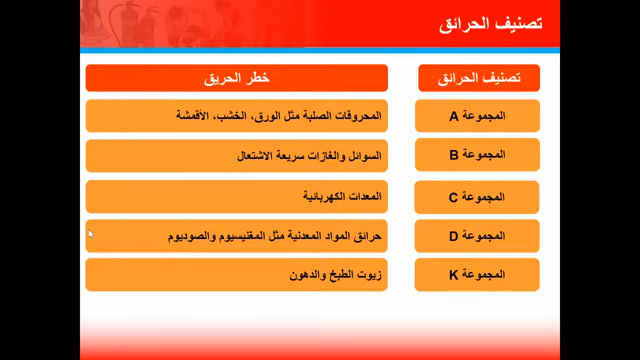 تصنيف الحرائق
تصنيف الحرائق
خطر الحريق
المجموعة A
المحروقات الصلبة مثل الورق، الخشب، الأقمشة
المجموعة B
السوائل والغازات سريعة الاشتعال
المجموعة C
المعدات الكهربائية
المجموعة D
حرائق المواد المعدنية مثل المغنيسيوم والصوديوم
المجموعة K
زيوت الطبخ والدهون